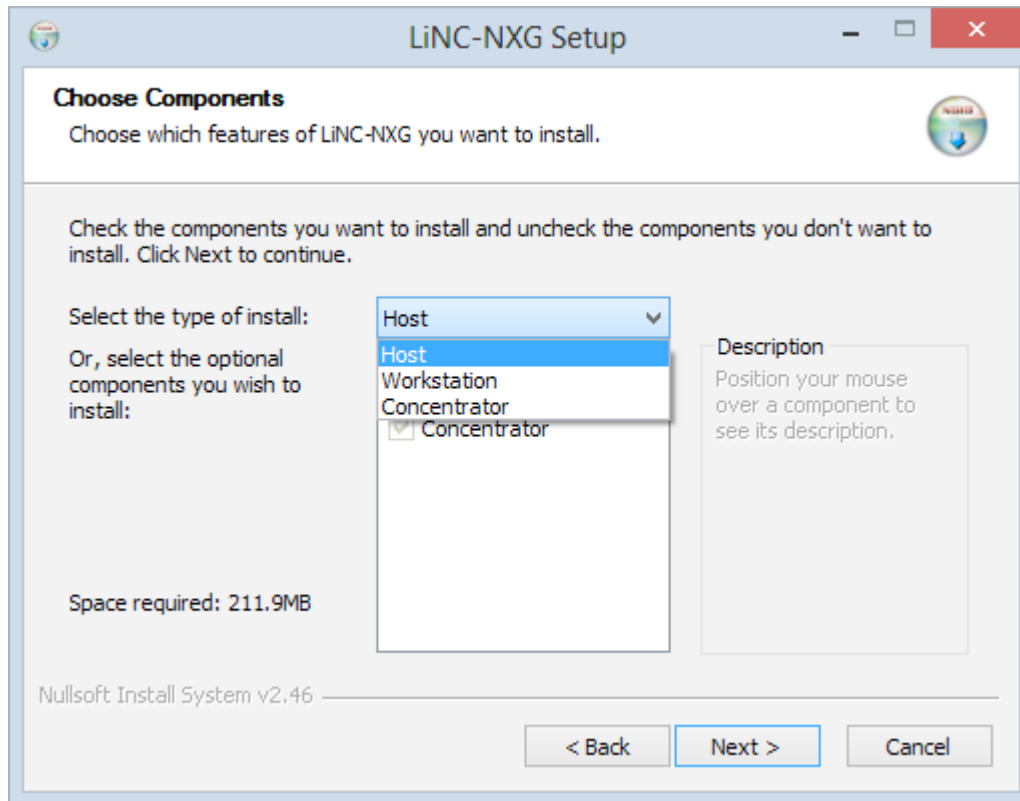 LiNC-NXG Setup
Choose Components
Choose which features of LiNC-NXG you want to install.
Check the components you want to install and uncheck the components you don't want to
install. Click Next to continue.
Select the type of install:
Host
Host
Workstation
Concentrator
Or, select the optional
components you wish to
install:
Concentrator
Description
Position your mouse
over a component to
see its description.
Space required: 211.9MB
Nullsoft Install System v2.46
< Back
Next >
Cancel